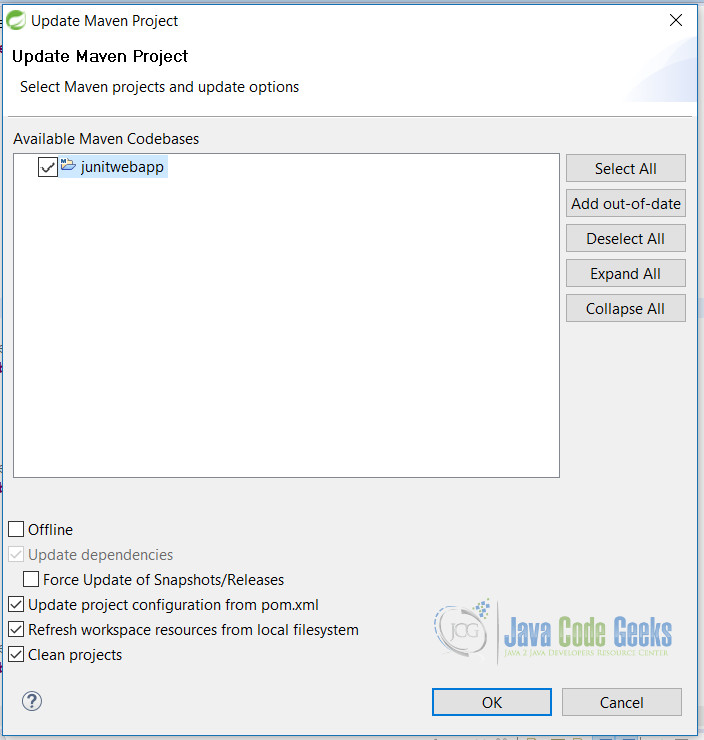 Update Maven Project
Update Maven Project
Select Maven projects and update options
Available Maven Codebases
junitwebapp
Select All
Add out-of-date
Deselect All
Expand All
Collapse All
Offline
Update dependencies
Force Update of Snapshots/Releases
Update project configuration from pom.xml
Refresh workspace resources from local filesystem
Clean projects
JCG
Java Code Geeks
JAVA 2 JAVA DEVELOPERS RESOURCE CENTER
?
OK
Cancel